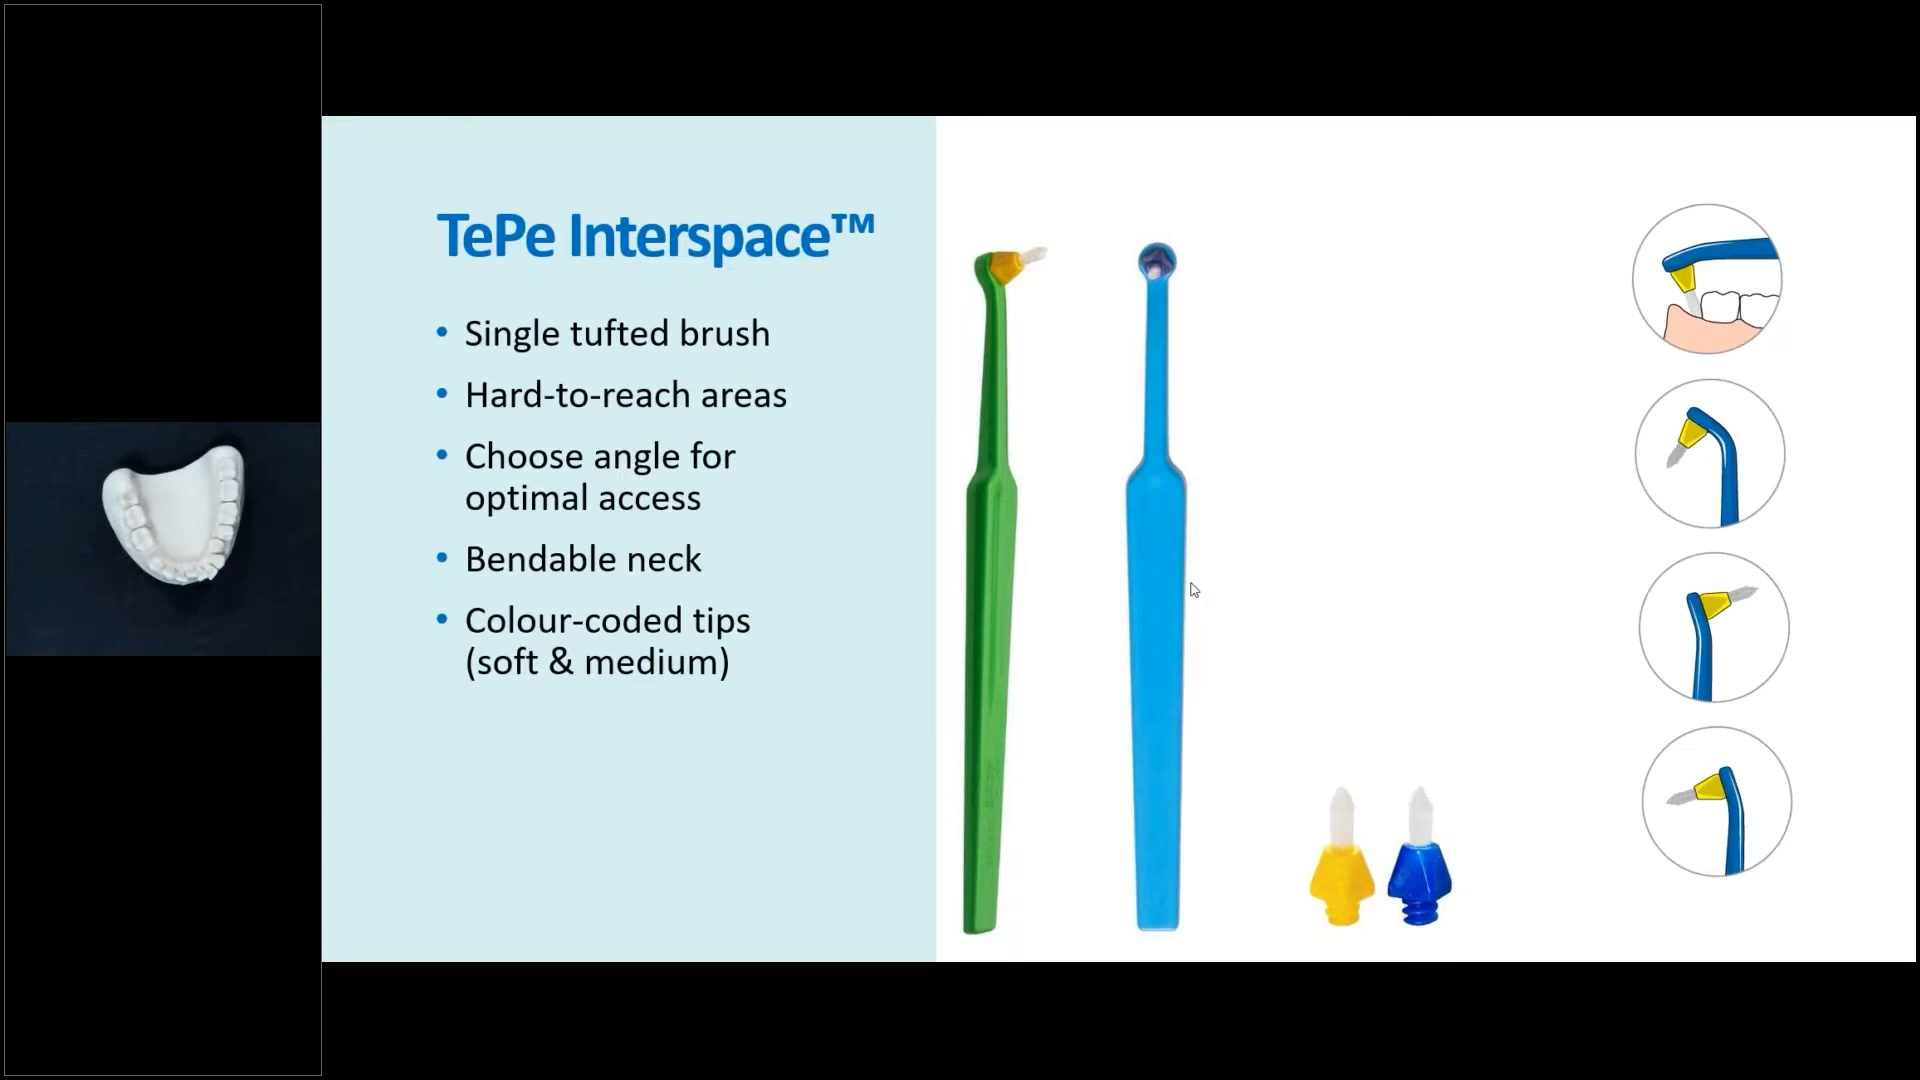 TePe Interspace™
• Single tufted brush
• Hard-to-reach areas
• Choose angle for
optimal access
• Bendable neck
• Colour-coded tips
(soft & medium)